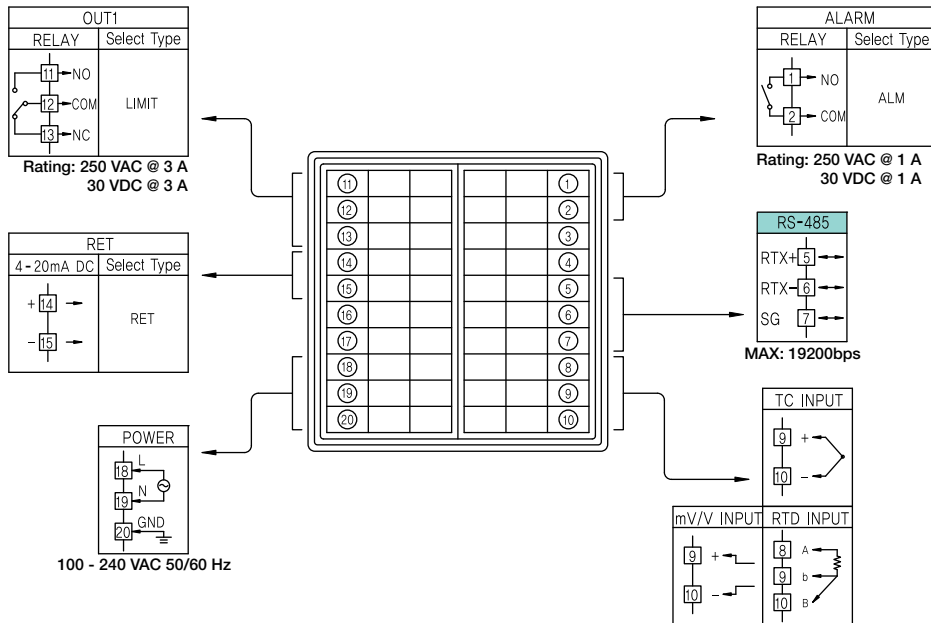 OUT1
RELAY Select Type
11 NO
12 COM
13 NC
LIMIT
Rating: 250 VAC @ 3 A
30 VDC @ 3 A
RET
4-20mA DC Select Type
+ 14
- 15
RET
POWER
18 L
19 N
20 GND
100 - 240 VAC 50/60 Hz
11 1
12 2
13 3
14 4
15 5
16 6
17 7
18 8
19 9
20 10
ALARM
RELAY Select Type
1 NO
2 COM
ALM
Rating: 250 VAC @ 1 A
30 VDC @ 1 A
RS-485
RTX+ 5
RTX- 6
SG 7
MAX: 19200bps
TC INPUT
9 +
10 -
mV/V INPUT
9 +
10 -
RTD INPUT
8 A
9 b
10 B